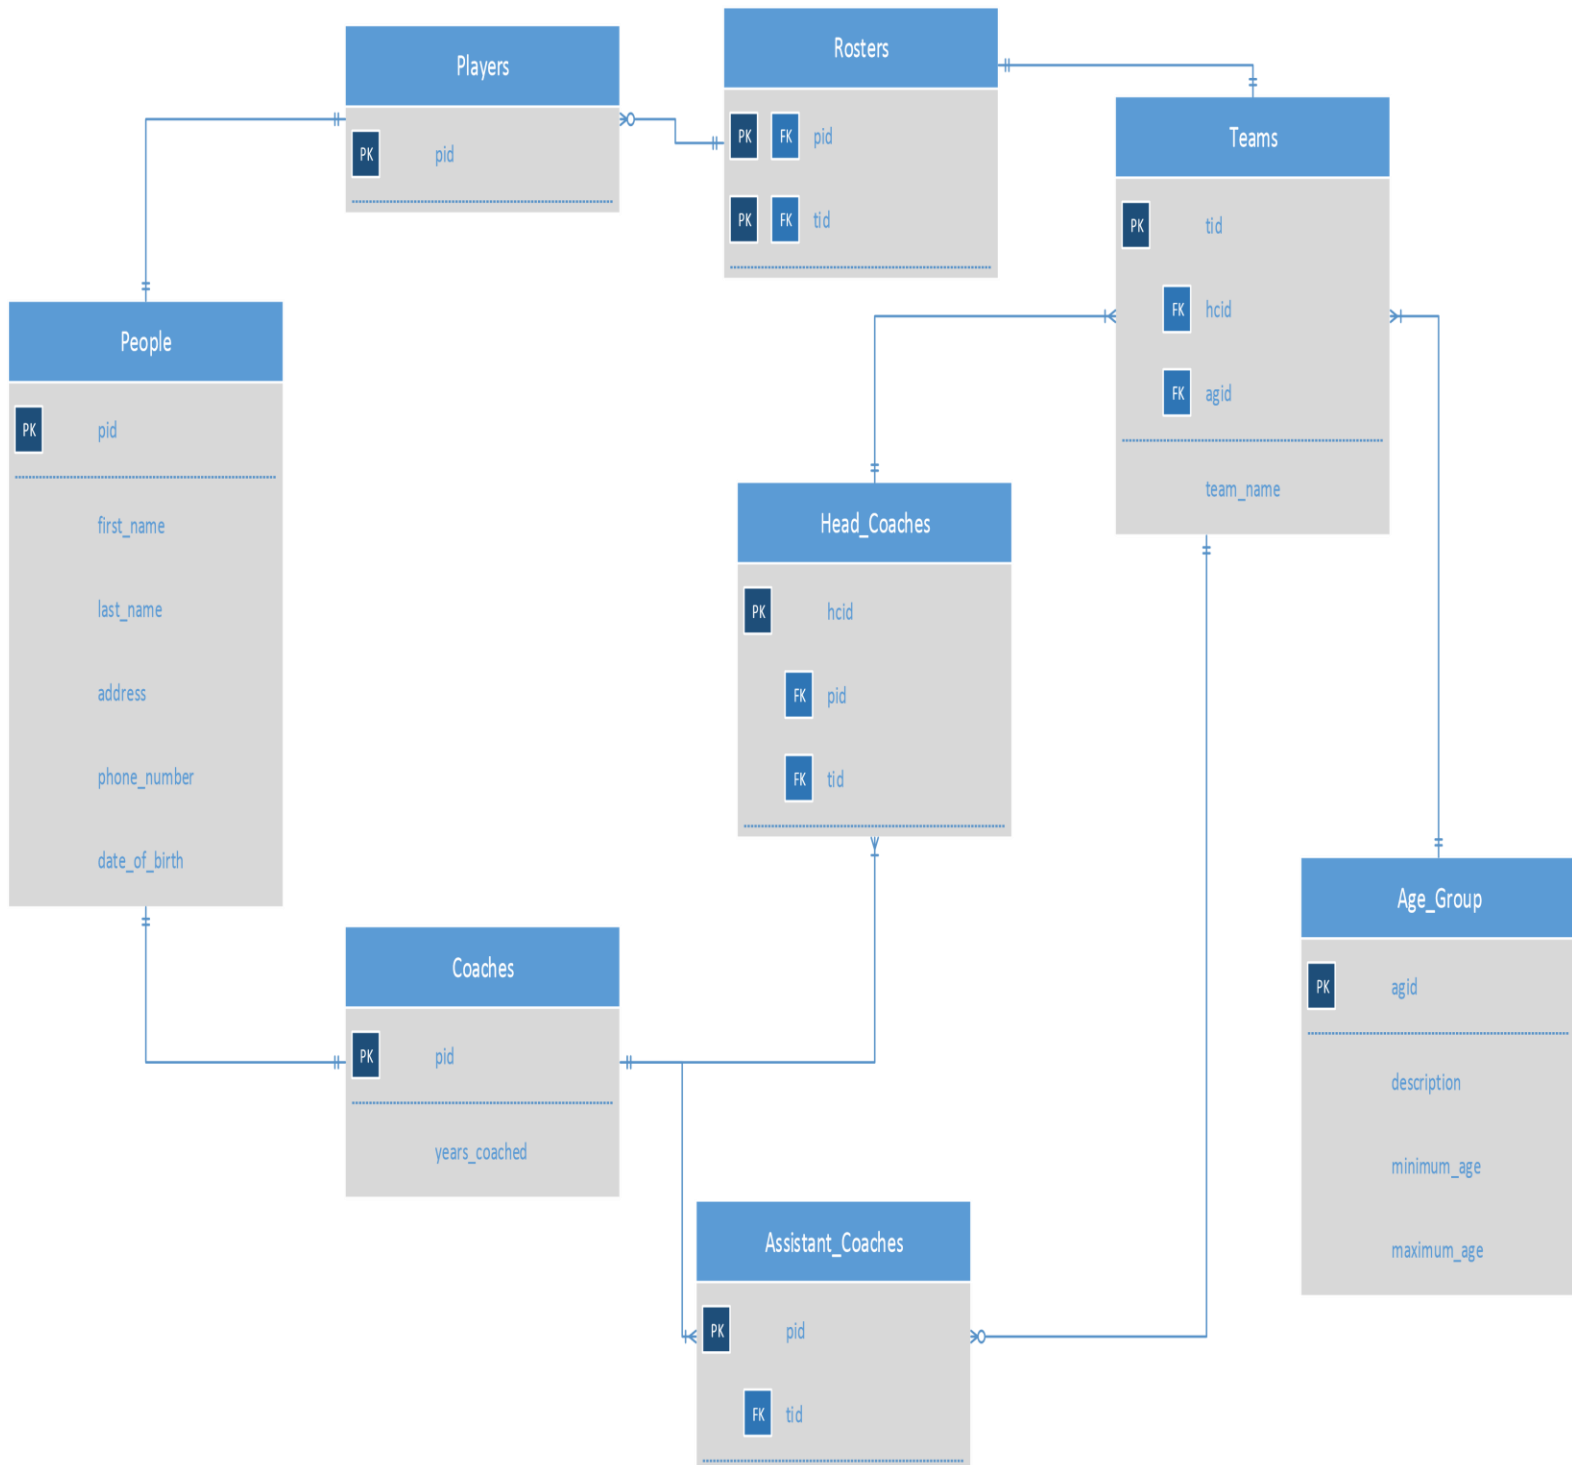 Players
PK pid
Rosters
PK FK pid
PK FK tid
Teams
PK tid
FK hcid
FK agid
team_name
People
PK pid
first_name
last_name
address
phone_number
date_of_birth
Head_Coaches
PK hcid
FK pid
FK tid
Coaches
PK pid
years_coached
Age_Group
PK agid
description
minimum_age
maximum_age
Assistant_Coaches
PK pid
FK tid